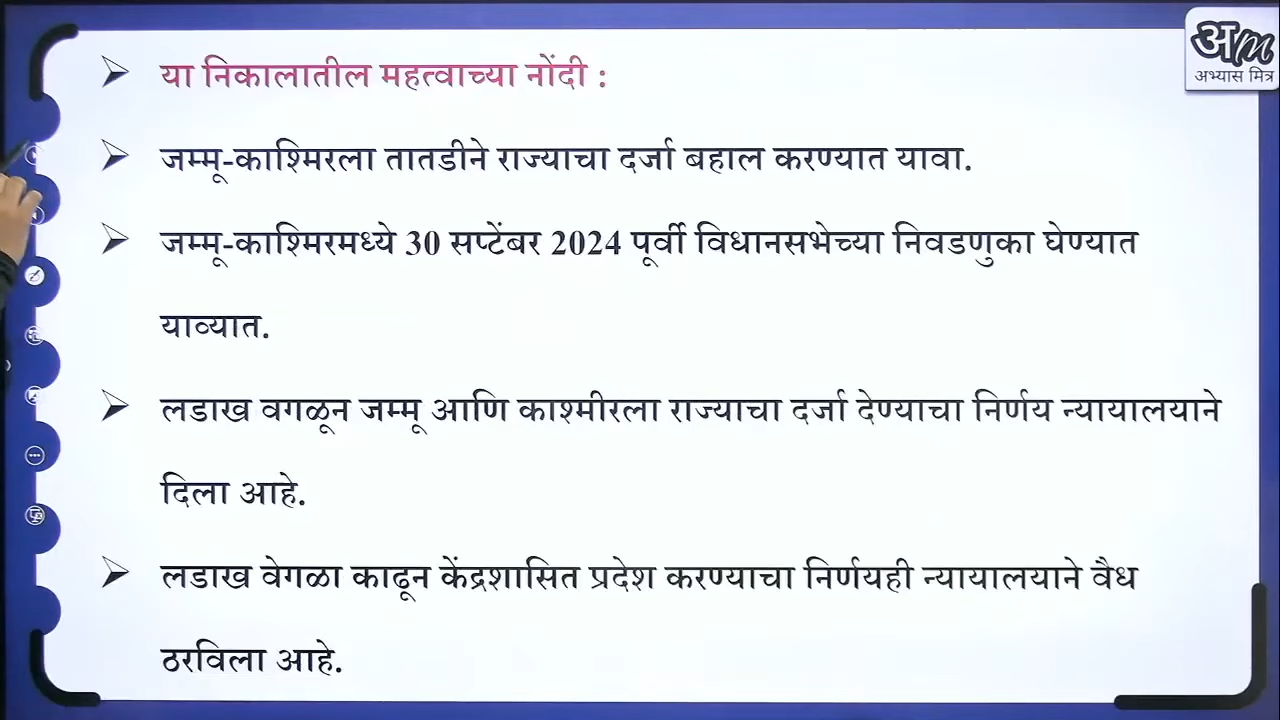 या निकालातील महत्वाच्या नोंदी :
जम्मू-काश्मिरला तातडीने राज्याचा दर्जा बहाल करण्यात यावा.
जम्मू-काश्मिरमध्ये 30 सप्टेंबर 2024 पूर्वी विधानसभेच्या निवडणुका घेण्यात
याव्यात.
लडाख वगळून जम्मू आणि काश्मीरला राज्याचा दर्जा देण्याचा निर्णय न्यायालयाने
दिला आहे.
लडाख वेगळा काढून केंद्रशासित प्रदेश करण्याचा निर्णयही न्यायालयाने वैध
ठरविला आहे.
अm
अभ्यास मित्र